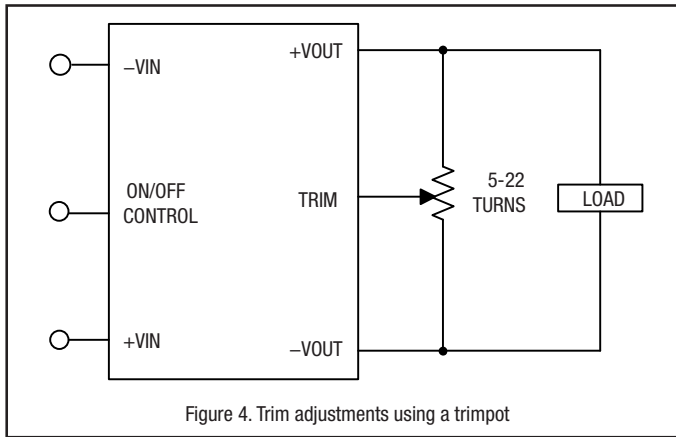 –VIN
+VOUT
ON/OFF
CONTROL
TRIM
5-22
TURNS
LOAD
+VIN
–VOUT
Figure 4. Trim adjustments using a trimpot